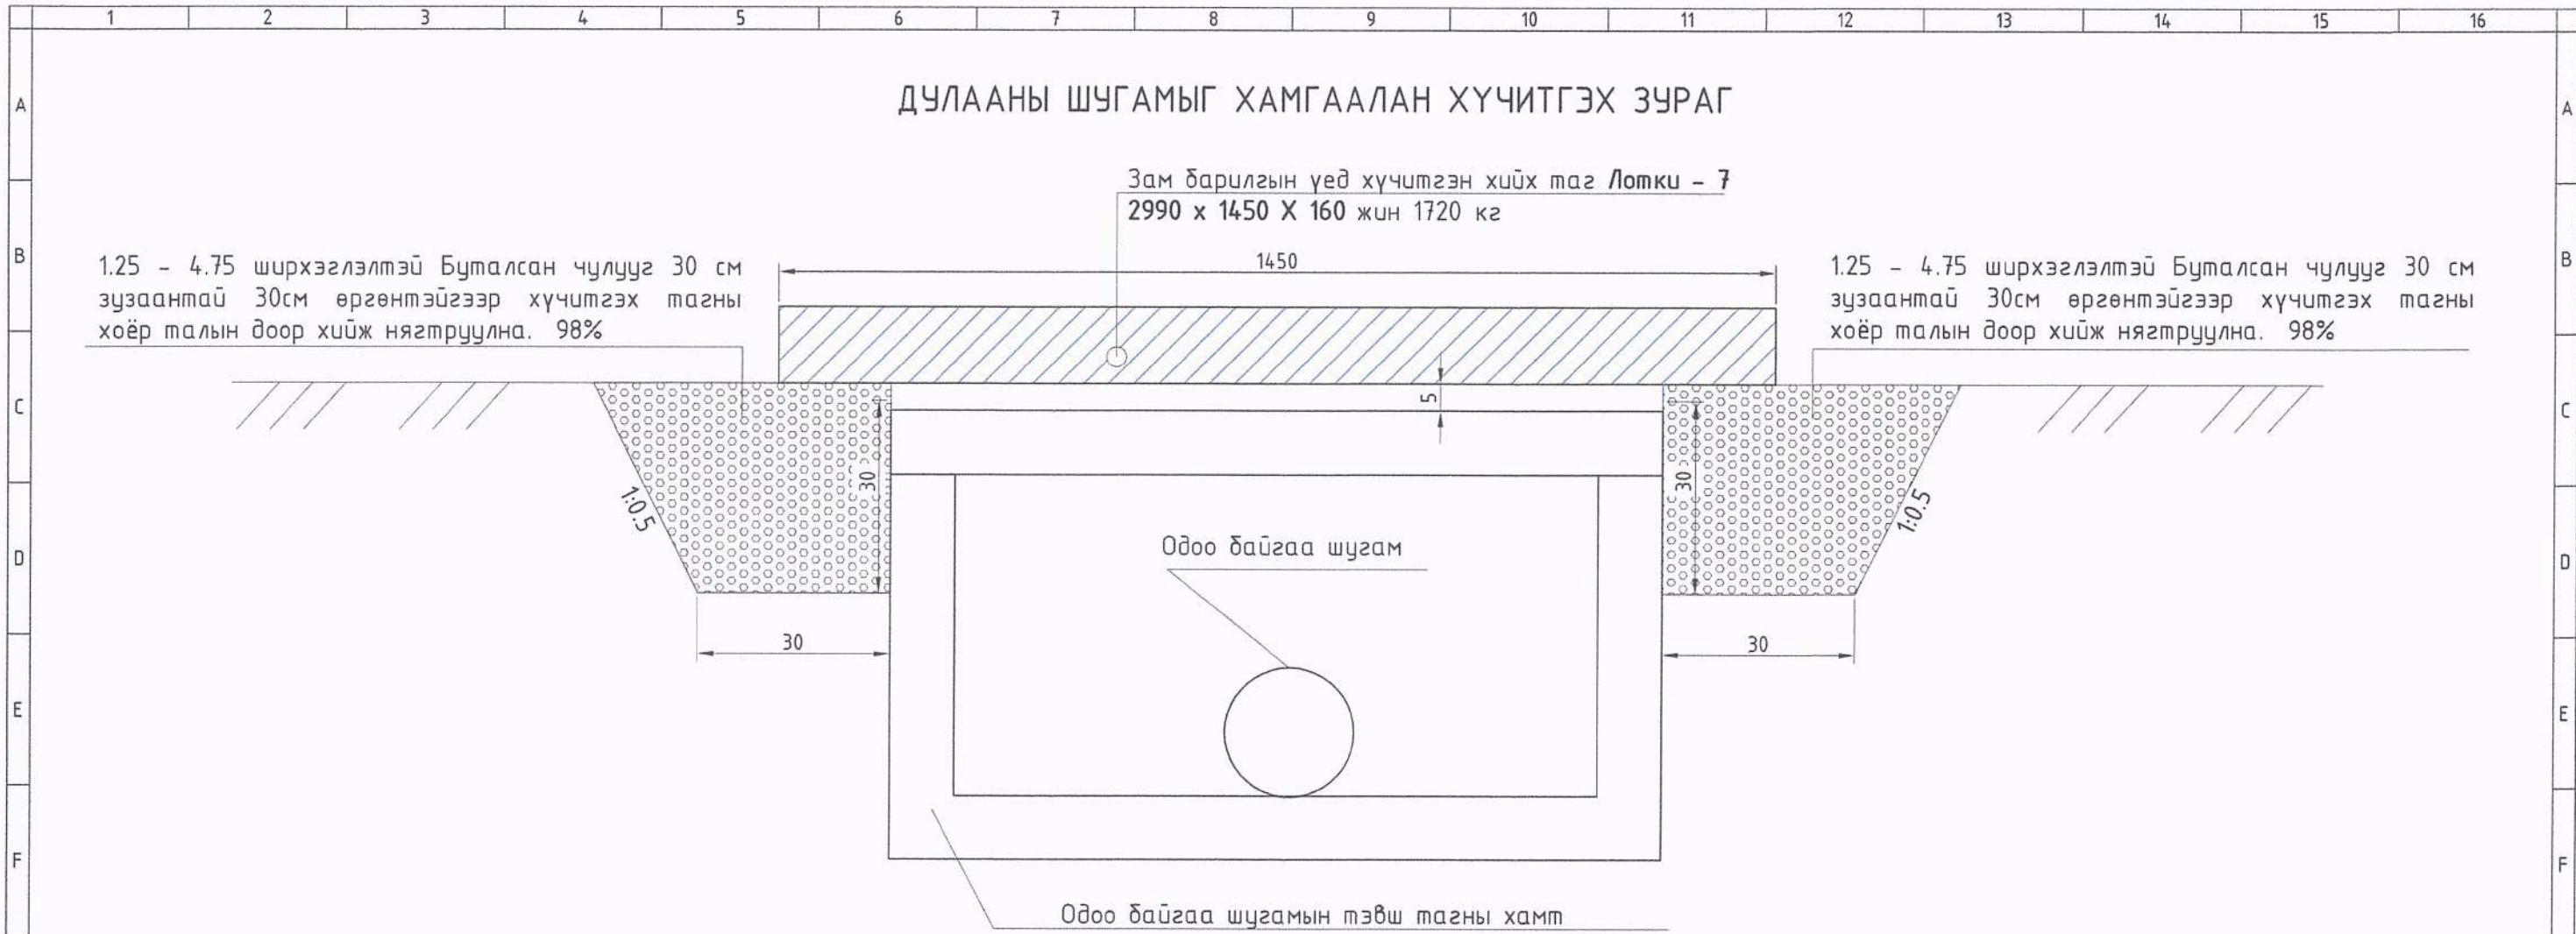 1 2 3 4 5 6 7 8 9 10 11 12 13 14 15 16
A A
ДУЛААНЫ ШУГАМЫГ ХАМГААЛАН ХҮЧИТГЭХ ЗУРАГ
Зам барилгын үед хүчитгэн хийх таг Лотки - 7
2990 x 1450 X 160 жин 1720 кг
B B
1450
1.25 - 4.75 ширхэглэлтэй Буталсан чулууг 30 см
зузаантай 30см өргөнтэйгээр хүчитгэх тагны
хоёр талын доор хийж нягтруулна. 98%
1.25 - 4.75 ширхэглэлтэй Буталсан чулууг 30 см
зузаантай 30см өргөнтэйгээр хүчитгэх тагны
хоёр талын доор хийж нягтруулна. 98%
C C
5
30
30
1:0.5
1:0.5
D D
Одоо байгаа шугам
30
30
E E
F F
Одоо байгаа шугамын тэвш тагны хамт